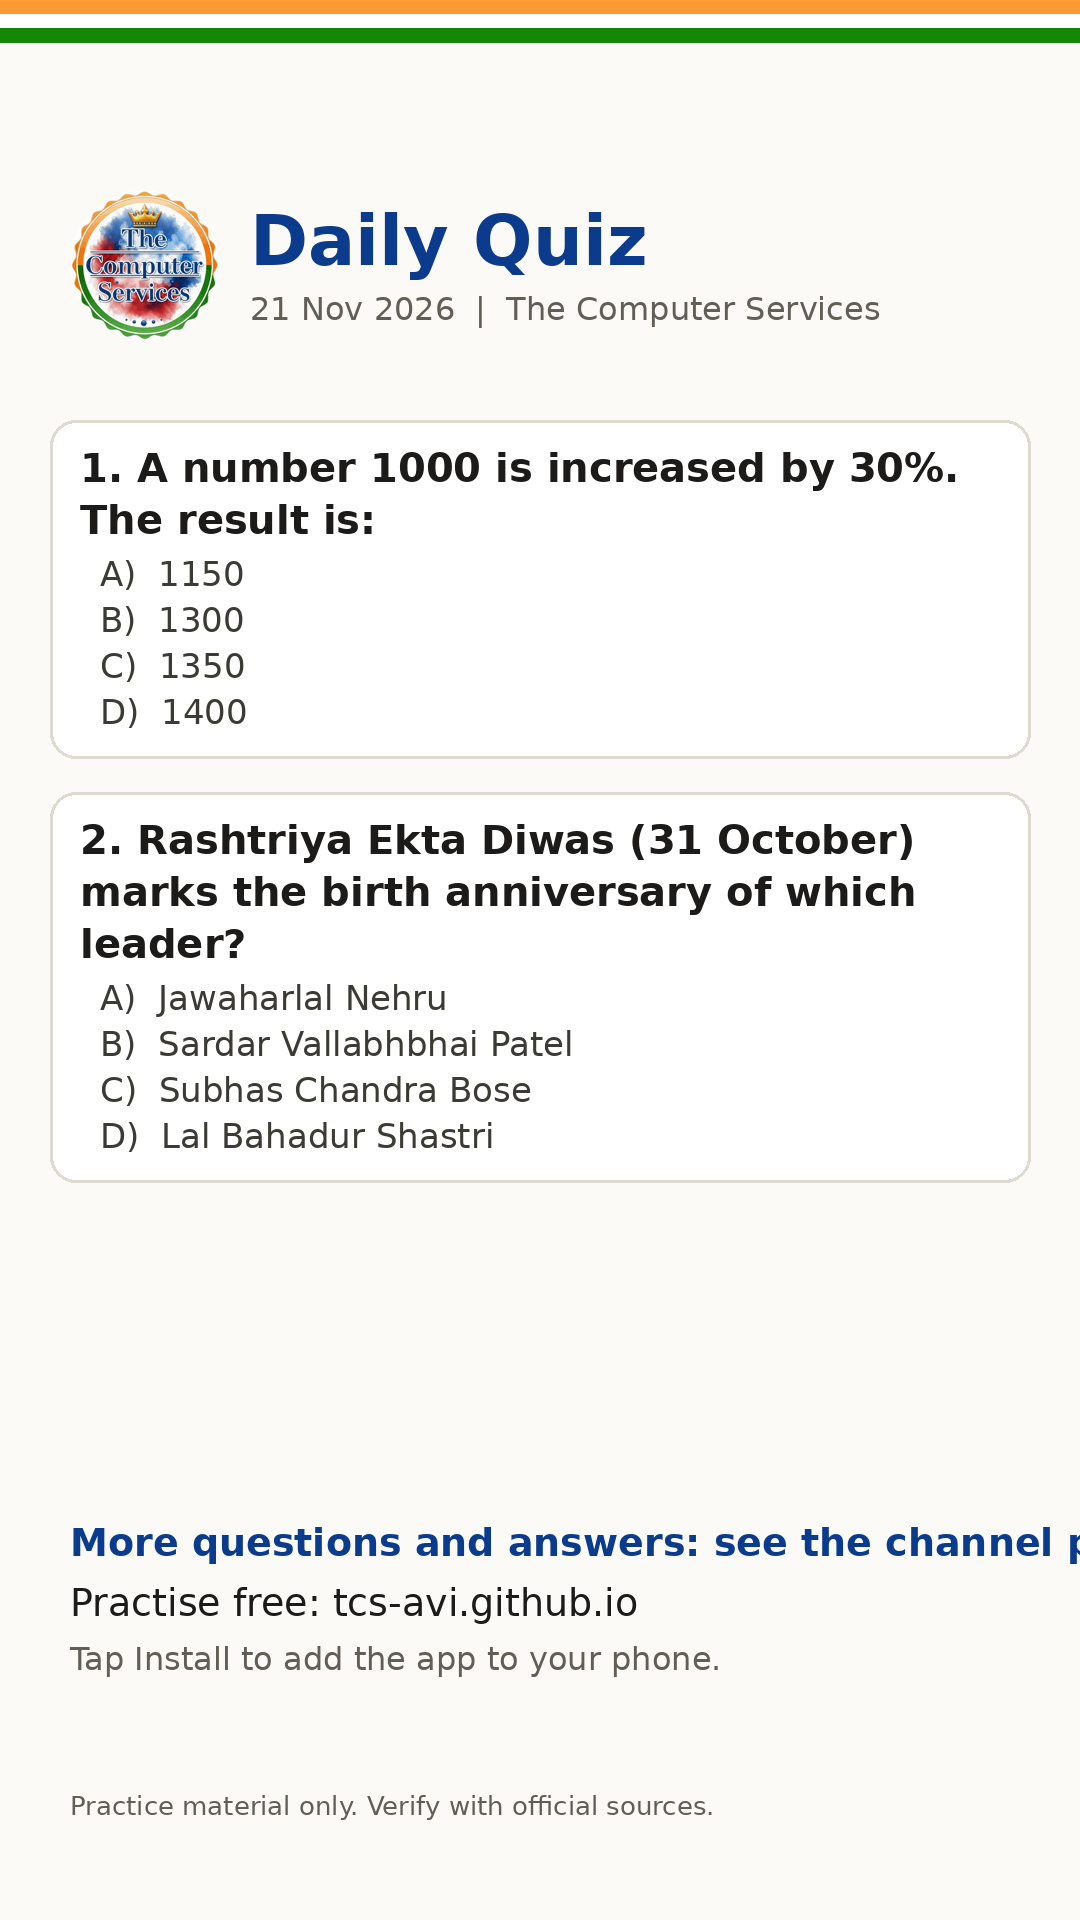 The
Computer
Services
Daily Quiz
21 Nov 2026 | The Computer Services
1. A number 1000 is increased by 30%.
The result is:
A) 1150
B) 1300
C) 1350
D) 1400
2. Rashtriya Ekta Diwas (31 October)
marks the birth anniversary of which
leader?
A) Jawaharlal Nehru
B) Sardar Vallabhbhai Patel
C) Subhas Chandra Bose
D) Lal Bahadur Shastri
More questions and answers: see the channel
Practise free: tcs-avi.github.io
Tap Install to add the app to your phone.
Practice material only. Verify with official sources.